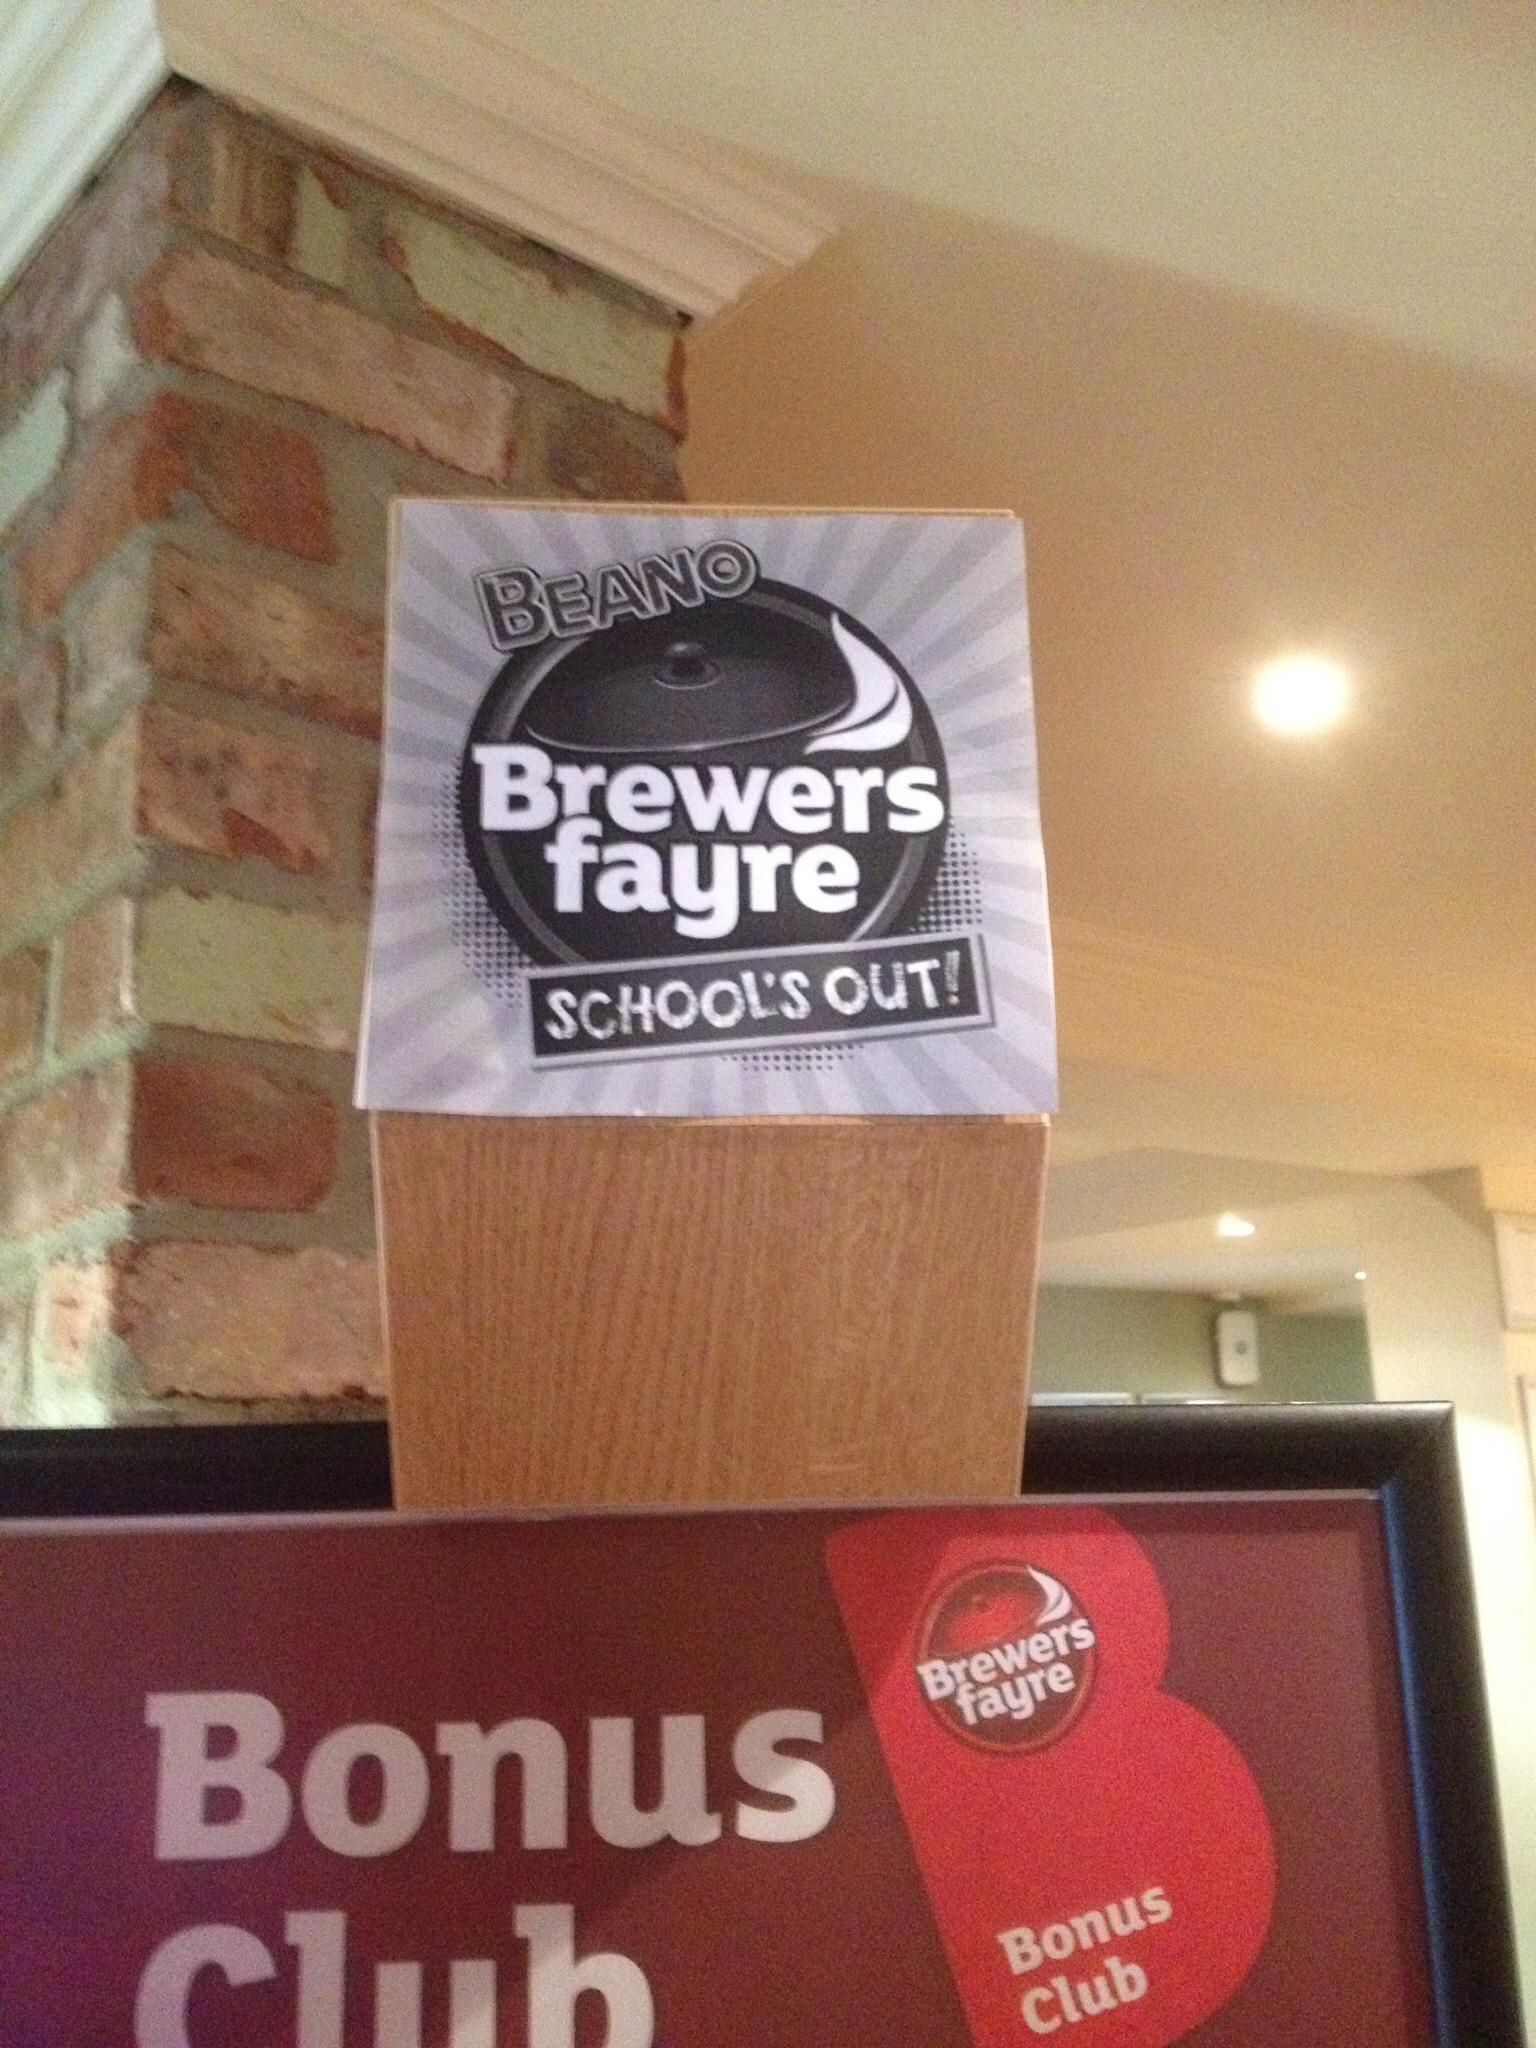 BEANO
Brewers
fayre
SCHOOL'S OUT!
Brewers
fayre
Bonus
Club
Bonus
Club